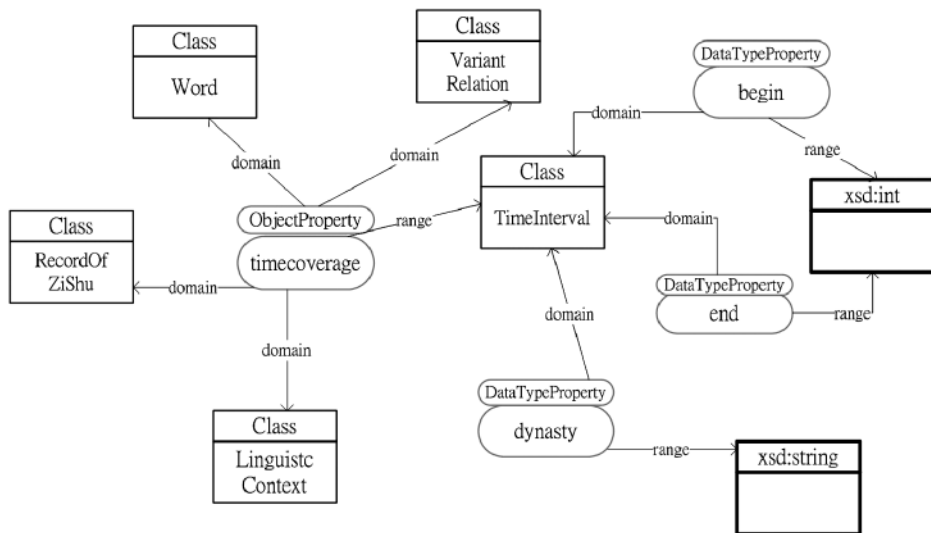 Class
Word
Class
Variant
Relation
DataTypeProperty
begin
domain
range
domain
domain
Class
TimeInterval
xsd:int
ObjectProperty
timecoverage
range
domain
Class
RecordOf
ZiShu
domain
DataTypeProperty
end
range
domain
domain
DataTypeProperty
dynasty
range
Class
Linguistc
Context
xsd:string